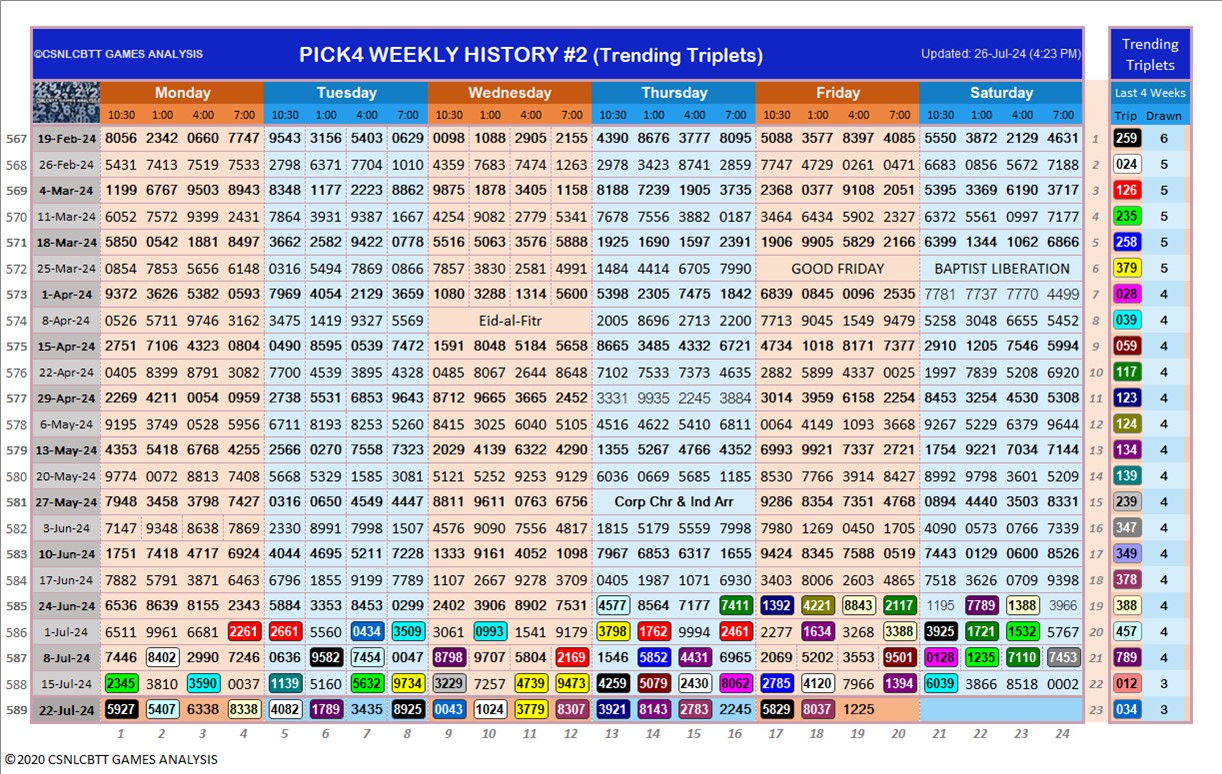 ©CSNLCBTT GAMES ANALYSIS PICK4 WEEKLY HISTORY #2 (Trending Triplets) Updated: 26-Jul-24 (4:23 PM) Trending Triplets
Monday Tuesday Wednesday Thursday Friday Saturday Last 4 Weeks
10:30 1:00 4:00 7:00 10:30 1:00 4:00 7:00 10:30 1:00 4:00 7:00 10:30 1:00 4:00 7:00 10:30 1:00 4:00 7:00 10:30 1:00 4:00 7:00 Trip Drawn
567 19-Feb-24 8056 2342 0660 7747 9543 3156 5403 0629 0098 1088 2905 2155 4390 8676 3777 8095 5088 3577 8397 4085 5550 3872 2129 4631 1 259 6
568 26-Feb-24 5431 7413 7519 7533 2798 6371 7704 1010 4359 7683 7474 1263 2978 3423 8741 2859 7747 4729 0261 0471 6683 0856 5672 7188 2 024 5
569 4-Mar-24 1199 6767 9503 8943 8348 1177 2223 8862 9875 1878 3405 1158 8188 7239 1905 3735 2368 0377 9108 2051 5395 3369 6190 3717 3 126 5
570 11-Mar-24 6052 7572 9399 2431 7864 3931 9387 1667 4254 9082 2779 5341 7678 7556 3882 0187 3464 6434 5902 2327 6372 5561 0997 7177 4 235 5
571 18-Mar-24 5850 0542 1881 8497 3662 2582 9422 0778 5516 5063 3576 5888 1925 1690 1597 2391 1906 9905 5829 2166 6399 1344 1062 6866 5 258 5
572 25-Mar-24 0854 7853 5656 6148 0316 5494 7869 0866 7857 3830 2581 4991 1484 4414 6705 7990 GOOD FRIDAY BAPTIST LIBERATION 6 379 5
573 1-Apr-24 9372 3626 5382 0593 7969 4054 2129 3659 1080 3288 1314 5600 5398 2305 7475 1842 6839 0845 0096 2535 7781 7737 7770 4499 7 028 4
574 8-Apr-24 0526 5711 9746 3162 3475 1419 9327 5569 Eid-al-Fitr 2005 8696 2713 2200 7713 9045 1549 9479 5258 3048 6655 5452 8 039 4
575 15-Apr-24 2751 7106 4323 0804 0490 8595 0539 7472 1591 8048 5184 5658 8665 3485 4332 6721 4734 1018 8171 7377 2910 1205 7546 5994 9 059 4
576 22-Apr-24 0405 8399 8791 3082 7700 4539 3895 4328 0485 8067 2644 8648 7102 7533 7373 4635 2882 5899 4337 0025 1997 7839 5208 6920 10 117 4
577 29-Apr-24 2269 4211 0054 0959 2738 5531 6853 9643 8712 9665 3665 2452 3331 9935 2245 3884 3014 3959 6158 2254 8453 3254 4530 5308 11 123 4
578 6-May-24 9195 3749 0528 5956 6711 8193 8253 5260 8415 3025 6040 5105 4516 4622 5410 6811 0064 4149 1093 3668 9267 5229 6379 9644 12 124 4
579 13-May-24 4353 5418 6768 4255 2566 0270 7558 7323 2029 4139 6322 4290 1355 5267 4766 4352 6993 9921 7337 2721 1754 9221 7034 7144 13 134 4
580 20-May-24 9774 0072 8813 7408 5668 5329 1585 3081 0121 5252 9253 9129 6036 0669 5685 1185 8530 7766 3914 8427 8992 9798 3601 5209 14 139 4
581 27-May-24 7948 3458 3798 7427 0316 0650 4549 4447 9811 9611 0763 6756 Corp Chr & Ind Arr 9286 8354 7351 4768 0894 4440 3503 8331 15 239 4
582 3-Jun-24 7147 9348 8638 7869 2330 8991 7998 1507 4576 9090 7556 4817 1815 5179 5559 7998 7980 1269 0450 1705 4090 0573 0766 7339 16 347 4
583 10-Jun-24 1751 7418 4717 6924 4044 4695 5211 7228 1333 9161 4052 1098 7967 6853 6317 1655 9424 8345 7588 0519 7443 0129 0600 8526 17 349 4
584 17-Jun-24 7882 5791 3871 6463 6796 1855 9199 7789 1107 2667 9278 3709 0405 1987 1071 6930 3403 8006 2603 4865 7518 3626 0709 9398 18 378 4
585 24-Jun-24 6536 8639 8155 2343 5884 3353 8453 0299 2402 3906 8902 7531 4577 8564 7177 7411 1392 4221 8843 2117 1195 7789 1388 3966 19 388 4
586 1-Jul-24 6511 9961 6681 2261 2661 5560 0434 3509 3061 0993 1541 9179 3798 1762 9994 2461 2277 1634 3268 3388 3925 1721 1532 5767 20 457 4
587 8-Jul-24 7446 8402 2990 7246 0636 9582 7454 0047 8798 9707 5804 2169 1546 5852 4431 6965 2069 5202 3553 9501 0128 1235 7110 7453 21 789 4
588 15-Jul-24 2345 3810 3590 0037 1139 5160 5632 9734 3229 7257 4739 9473 4259 5079 2430 8062 2785 4120 7966 1394 6039 3866 8518 0002 22 012 3
589 22-Jul-24 5927 5407 6338 8338 4082 1789 3435 8925 0043 1024 3779 8307 3921 8143 2783 2245 5829 8037 1225 23 034 3
1 2 3 4 5 6 7 8 9 10 11 12 13 14 15 16 17 18 19 20 21 22 23 24
©2020 CSNLCBTT GAMES ANALYSIS